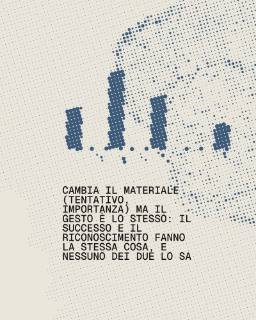 CAMBIA IL MATERIALE
(TENTATIVO,
IMPORTANZA) MA IL
GESTO È LO STESSO: IL
SUCCESSO E IL
RICONOSCIMENTO FANNO
LA STESSA COSA, E
NESSUNO DEI DUE LO SA